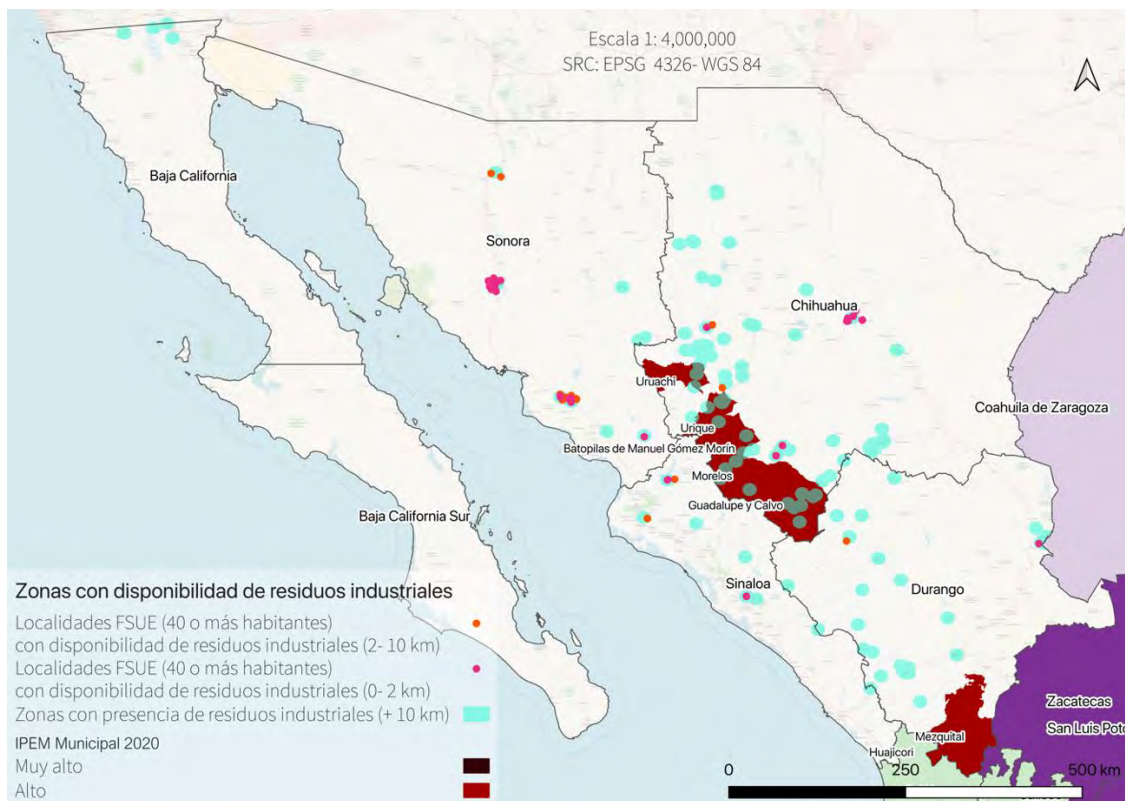 Escala 1: 4,000,000
SRC: EPSG 4326- WGS 84
Baja California
Sonora
Chihuahua
Uruachi
Coahuila de Zaragoza
Urique
Batopilas de Manuel Gómez Morín
Morelos
Guadalupe y Calvo
Baja California Sur
Sinaloa
Durango
Zonas con disponibilidad de residuos industriales
Localidades FSUE (40 o más habitantes)
con disponibilidad de residuos industriales (2- 10 km)
Localidades FSUE (40 o más habitantes)
con disponibilidad de residuos industriales (0- 2 km)
Zonas con presencia de residuos industriales (+ 10 km)
IPEM Municipal 2020
Muy alto
Alto
Zacatecas
San Luis Poto
Mezquital
Huajicori
0
250
500 km